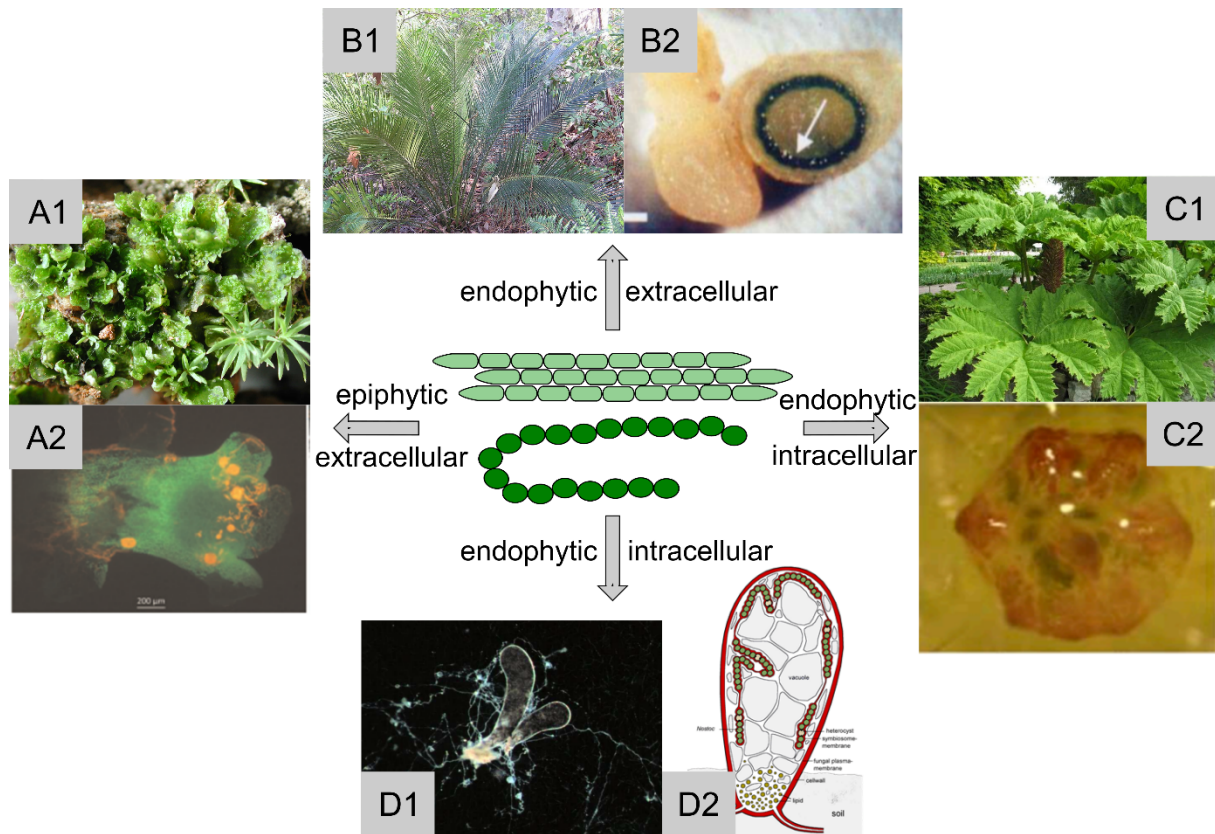 B1
B2
A1
C1
endophytic extracellular
epiphytic
extracellular
endophytic
intracellular
A2
200 µm
C2
endophytic intracellular
D1
D2
vacuole
Nostoc
heterocyst
symbiosome-
membrane
fungal plasma-
membrane
cellwall
lipid
soil